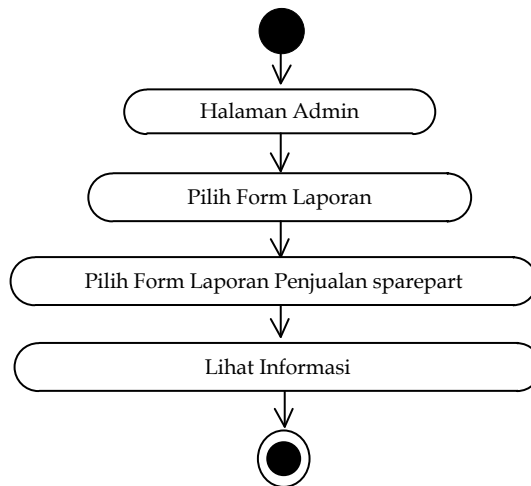 Halaman Admin
Pilih Form Laporan
Pilih Form Laporan Penjualan sparepart
Lihat Informasi